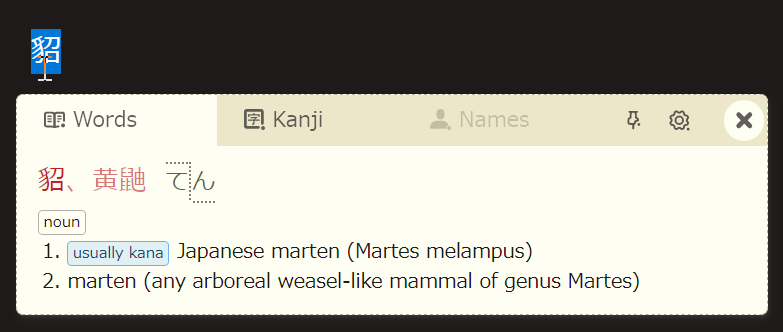 貂
Words Kanji Names
貂、黄鼬 てん
noun
1. usually kana Japanese marten (Martes melampus)
2. marten (any arboreal weasel-like mammal of genus Martes)